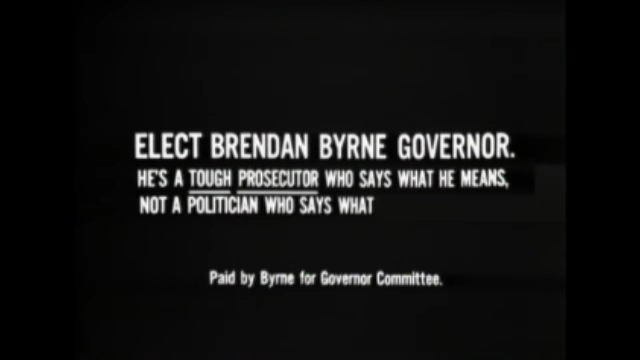 ELECT BRENDAN BYRNE GOVERNOR.
HE'S A TOUGH PROSECUTOR WHO SAYS WHAT HE MEANS,
NOT A POLITICIAN WHO SAYS WHAT
Paid by Byrne for Governor Committee.